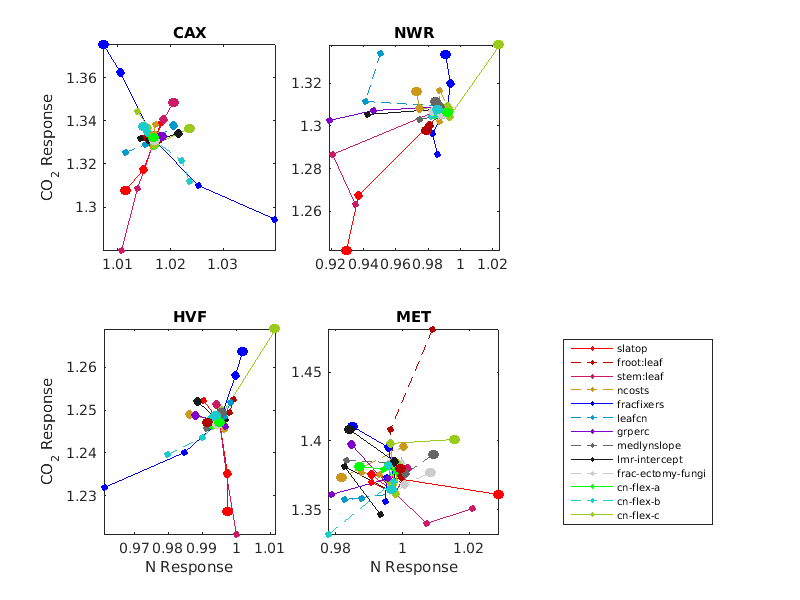 CAX
NWR
CO2 Response
1.36
1.34
1.32
1.3
1.01
1.02
1.03
1.32
1.3
1.28
1.26
0.92
0.94
0.96
0.98
1
1.02
HVF
MET
CO2 Response
1.26
1.25
1.24
1.23
0.97
0.98
0.99
1
1.01
N Response
1.45
1.4
1.35
0.98
1
1.02
N Response
slatop
froot:leaf
stem:leaf
ncosts
fracfixers
leafcn
grperc
medlynslope
lmr-intercept
frac-ectomy-fungi
cn-flex-a
cn-flex-b
cn-flex-c